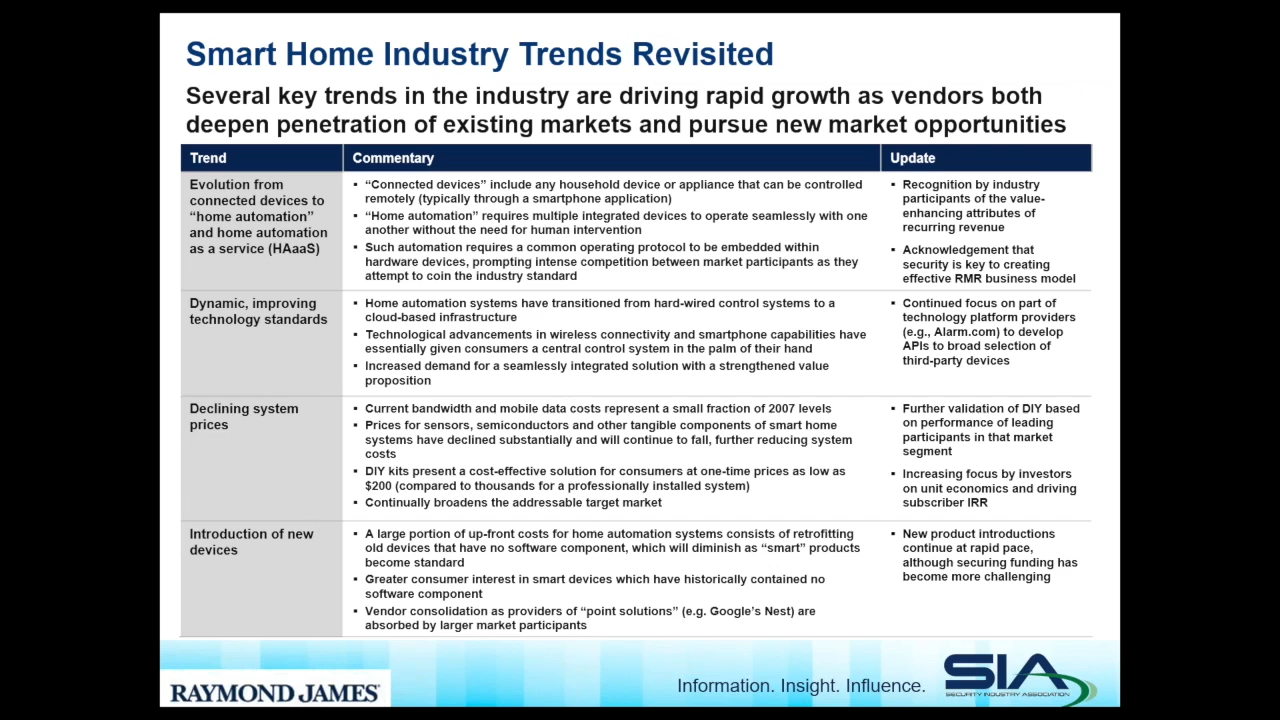 Smart Home Industry Trends Revisited
Several key trends in the industry are driving rapid growth as vendors both
deepen penetration of existing markets and pursue new market opportunities
Trend
Commentary
Update
Evolution from
connected devices to
“home automation”
and home automation
as a service (HAaaS)
▪ “Connected devices” include any household device or appliance that can be controlled
remotely (typically through a smartphone application)
▪ “Home automation” requires multiple integrated devices to operate seamlessly with one
another without the need for human intervention
▪ Such automation requires a common operating protocol to be embedded within
hardware devices, prompting intense competition between market participants as they
attempt to coin the industry standard
▪ Recognition by industry
participants of the value-
enhancing attributes of
recurring revenue
▪ Acknowledgement that
security is key to creating
effective RMR business model
Dynamic, improving
technology standards
▪ Home automation systems have transitioned from hard-wired control systems to a
cloud-based infrastructure
▪ Technological advancements in wireless connectivity and smartphone capabilities have
essentially given consumers a central control system in the palm of their hand
▪ Increased demand for a seamlessly integrated solution with a strengthened value
proposition
▪ Continued focus on part of
technology platform providers
(e.g., Alarm.com) to develop
APIs to broad selection of
third-party devices
Declining system
prices
▪ Current bandwidth and mobile data costs represent a small fraction of 2007 levels
▪ Prices for sensors, semiconductors and other tangible components of smart home
systems have declined substantially and will continue to fall, further reducing system
costs
▪ DIY kits present a cost-effective solution for consumers at one-time prices as low as
$200 (compared to thousands for a professionally installed system)
▪ Continually broadens the addressable target market
▪ Further validation of DIY based
on performance of leading
participants in that market
segment
▪ Increasing focus by investors
on unit economics and driving
subscriber IRR
Introduction of new
devices
▪ A large portion of up-front costs for home automation systems consists of retrofitting
old devices that have no software component, which will diminish as “smart” products
become standard
▪ Greater consumer interest in smart devices which have historically contained no
software component
▪ Vendor consolidation as providers of “point solutions” (e.g. Google’s Nest) are
absorbed by larger market participants
▪ New product introductions
continue at rapid pace,
although securing funding has
become more challenging
RAYMOND JAMES®
Information. Insight. Influence.
SIA
SECURITY INDUSTRY ASSOCIATION